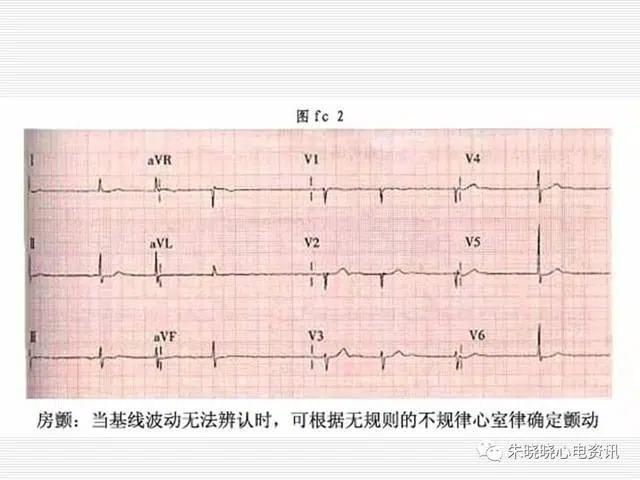 图fc 2
I aVR V1 V4
II aVL V2 V5
III aVF V3 V6
房颤：当基线波动无法辨认时，可根据无规则的不规律心室律确定颤动
朱晓晓心电资讯